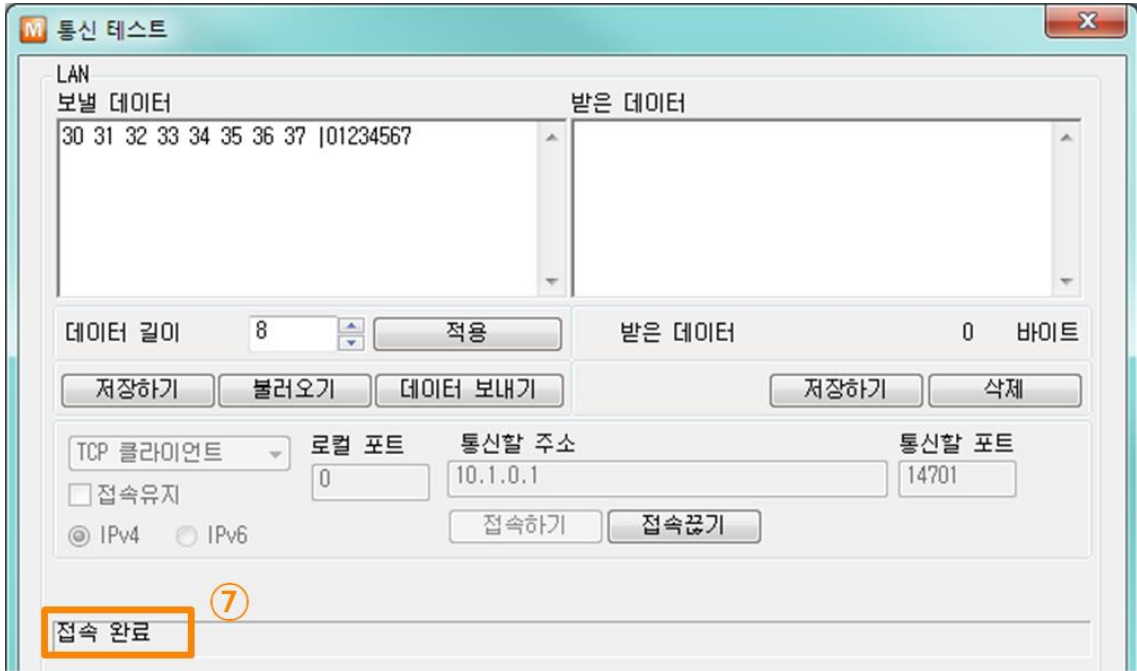 M 통신 테스트
LAN
보낼 데이터 받은 데이터
30 31 32 33 34 35 36 37 |01234567
데이터 길이 8 적용 받은 데이터 0 바이트
저장하기 불러오기 데이터 보내기 저장하기 삭제
TCP 클라이언트 로컬 포트 통신할 주소 통신할 포트
0 10.1.0.1 14701
접속유지
IPv4 IPv6 접속하기 접속끊기
⑦
접속 완료